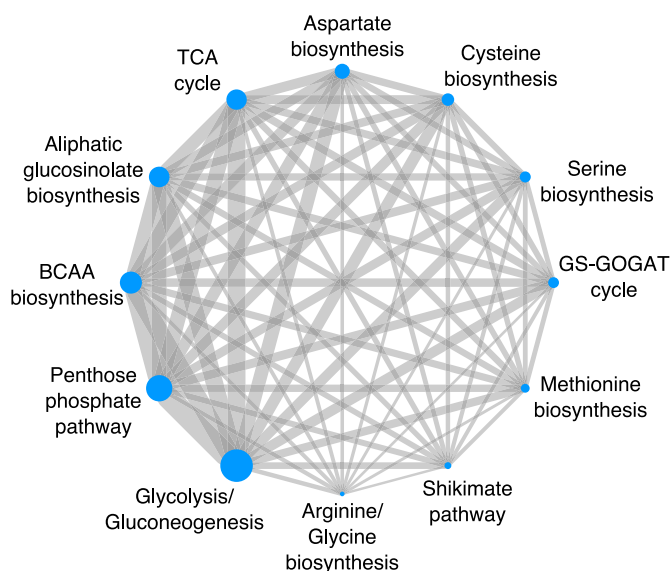 Aspartate
biosynthesis
Cysteine
biosynthesis
Serine
biosynthesis
GS-GOGAT
cycle
Methionine
biosynthesis
Shikimate
pathway
Arginine/
Glycine
biosynthesis
Glycolysis/
Gluconeogenesis
Penthose
phosphate
pathway
BCAA
biosynthesis
Aliphatic
glucosinolate
biosynthesis
TCA
cycle